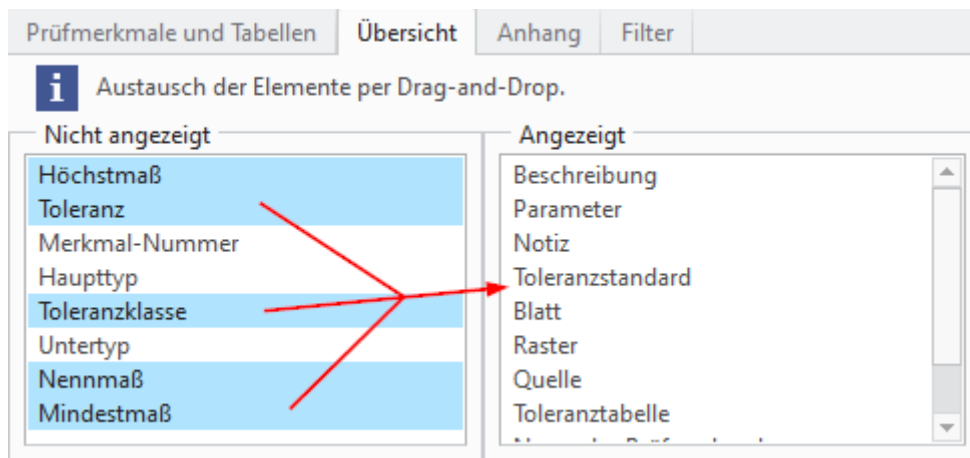 Prüfmerkmale und Tabellen Übersicht Anhang Filter
i Austausch der Elemente per Drag-and-Drop.
Nicht angezeigt
Höchstmaß
Toleranz
Merkmal-Nummer
Haupttyp
Toleranzklasse
Untertyp
Nennmaß
Mindestmaß
Angezeigt
Beschreibung
Parameter
Notiz
Toleranzstandard
Blatt
Raster
Quelle
Toleranztabelle